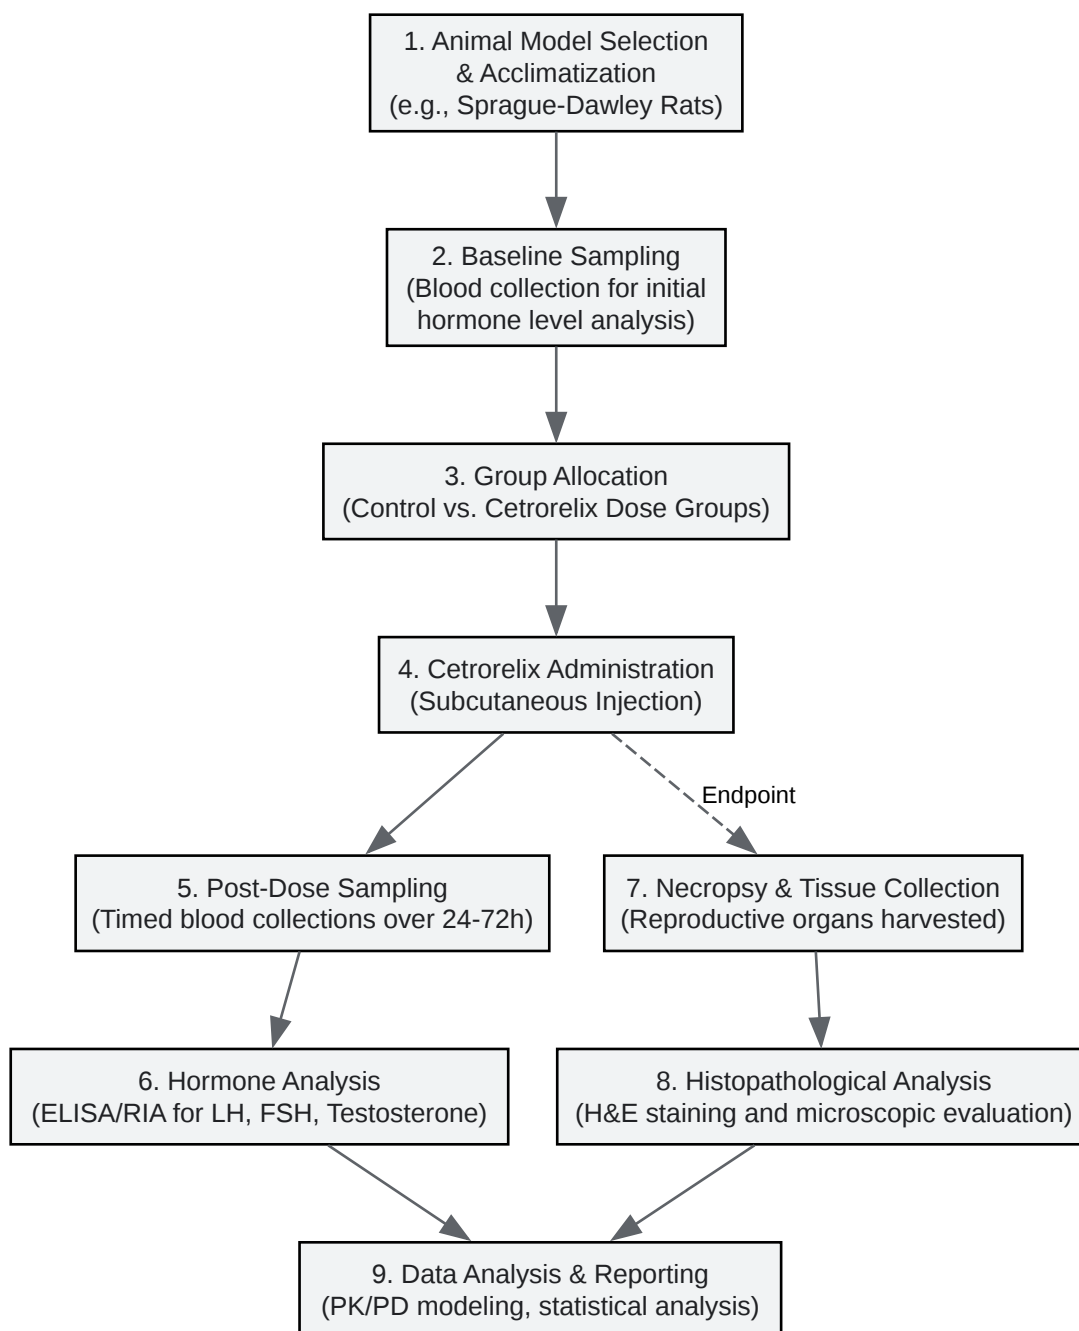 1. Animal Model Selection
& Acclimatization
(e.g., Sprague-Dawley Rats)
2. Baseline Sampling
(Blood collection for initial
hormone level analysis)
3. Group Allocation
(Control vs. Cetrorelix Dose Groups)
4. Cetrorelix Administration
(Subcutaneous Injection)
Endpoint
5. Post-Dose Sampling
(Timed blood collections over 24-72h)
7. Necropsy & Tissue Collection
(Reproductive organs harvested)
6. Hormone Analysis
(ELISA/RIA for LH, FSH, Testosterone)
8. Histopathological Analysis
(H&E staining and microscopic evaluation)
9. Data Analysis & Reporting
(PK/PD modeling, statistical analysis)